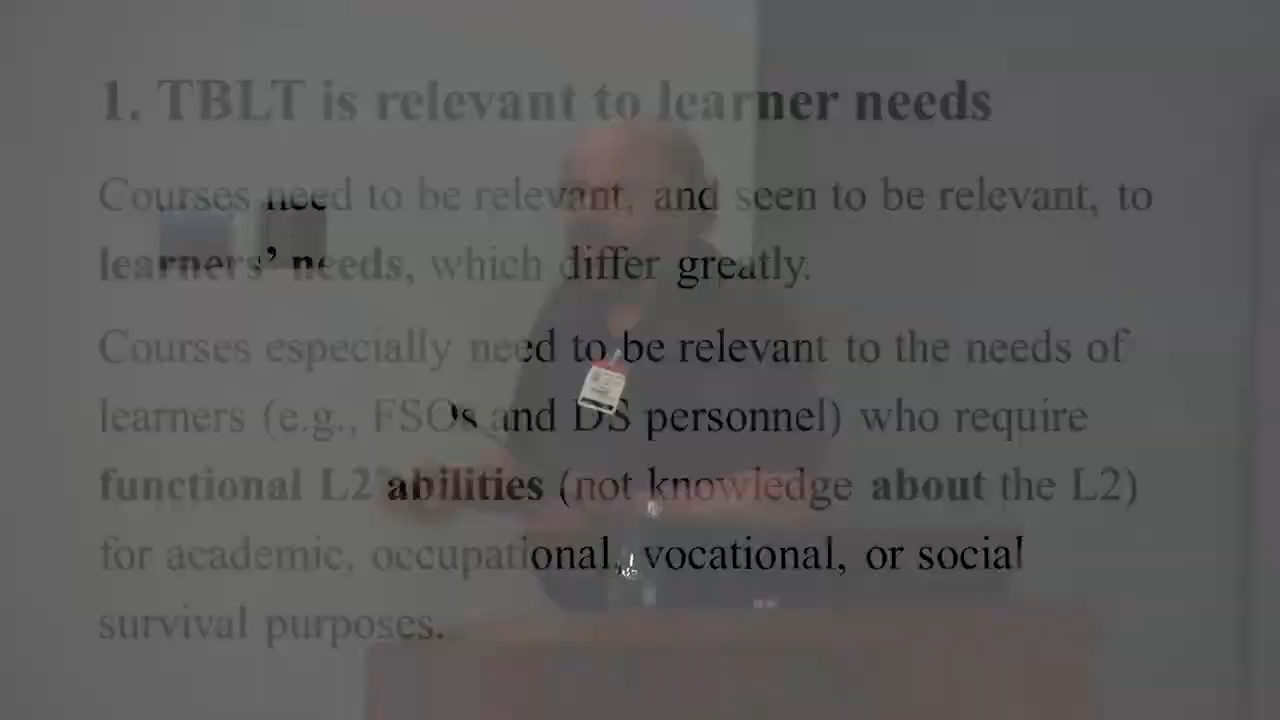 1. TBLT is relevant to learner needs
Courses need to be relevant, and seen to be relevant, to
learners’ needs, which differ greatly.
Courses especially need to be relevant to the needs of
learners (e.g., FSOs and DS personnel) who require
functional L2 abilities (not knowledge about the L2)
for academic, occupational, vocational, or social
survival purposes.